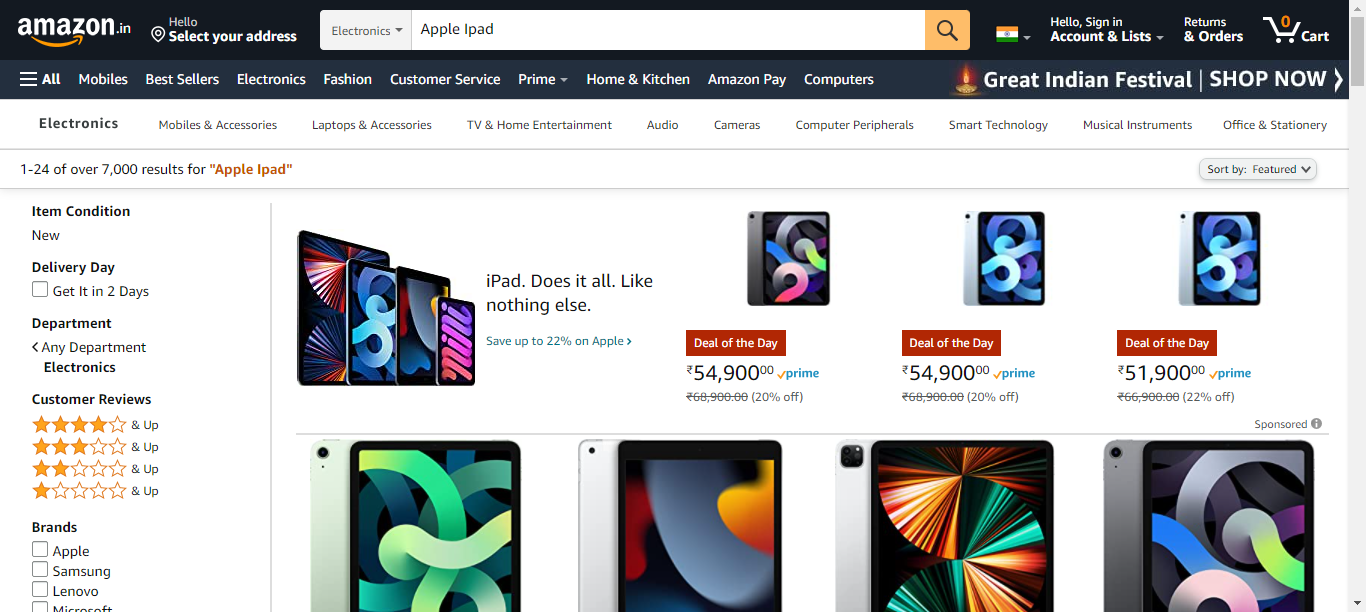 amazon.in
Hello
Select your address
Electronics
Apple Ipad
Hello, Sign in
Account & Lists
Returns
& Orders
0
Cart
All
Mobiles
Best Sellers
Electronics
Fashion
Customer Service
Prime
Home & Kitchen
Amazon Pay
Computers
Great Indian Festival | SHOP NOW
Electronics
Mobiles & Accessories
Laptops & Accessories
TV & Home Entertainment
Audio
Cameras
Computer Peripherals
Smart Technology
Musical Instruments
Office & Stationery
1-24 of over 7,000 results for "Apple Ipad"
Sort by: Featured
Item Condition
New
Delivery Day
Get It in 2 Days
Department
Any Department
Electronics
Customer Reviews
& Up
& Up
& Up
& Up
Brands
Apple
Samsung
Lenovo
Microsoft
iPad. Does it all. Like
nothing else.
Save up to 22% on Apple
Deal of the Day
₹54,90000 prime
₹68,900.00 (20% off)
Deal of the Day
₹54,90000 prime
₹68,900.00 (20% off)
Deal of the Day
₹51,90000 prime
₹66,900.00 (22% off)
Sponsored